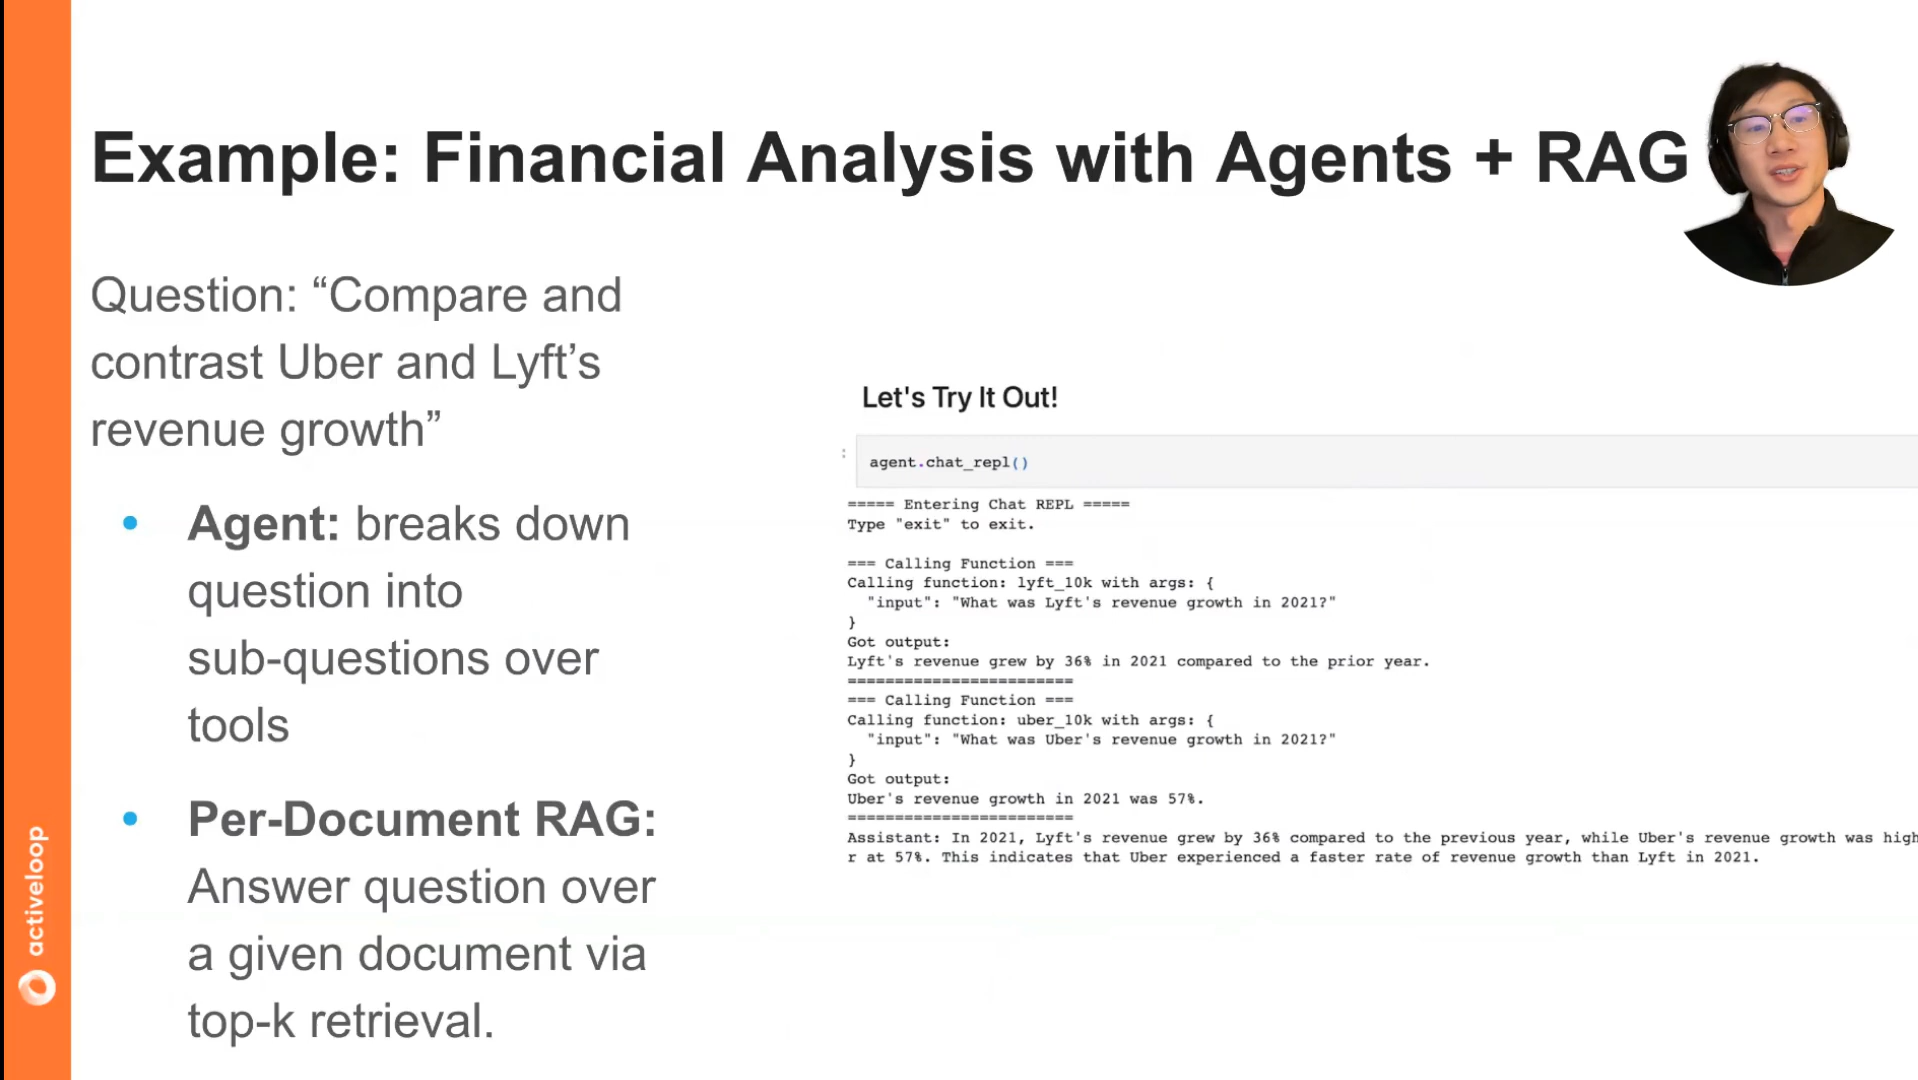 Example: Financial Analysis with Agents + RAG
Question: “Compare and
contrast Uber and Lyft’s
revenue growth”
• Agent: breaks down
question into
sub-questions over
tools
• Per-Document RAG:
Answer question over
a given document via
top-k retrieval.
Let's Try It Out!
:
agent.chat_repl()
===== Entering Chat REPL =====
Type "exit" to exit.
=== Calling Function ===
Calling function: lyft_10k with args: {
  "input": "What was Lyft's revenue growth in 2021?"
}
Got output:
Lyft's revenue grew by 36% in 2021 compared to the prior year.
========================
=== Calling Function ===
Calling function: uber_10k with args: {
  "input": "What was Uber's revenue growth in 2021?"
}
Got output:
Uber's revenue growth in 2021 was 57%.
========================
Assistant: In 2021, Lyft's revenue grew by 36% compared to the previous year, while Uber's revenue growth was high
r at 57%. This indicates that Uber experienced a faster rate of revenue growth than Lyft in 2021.
activeloop